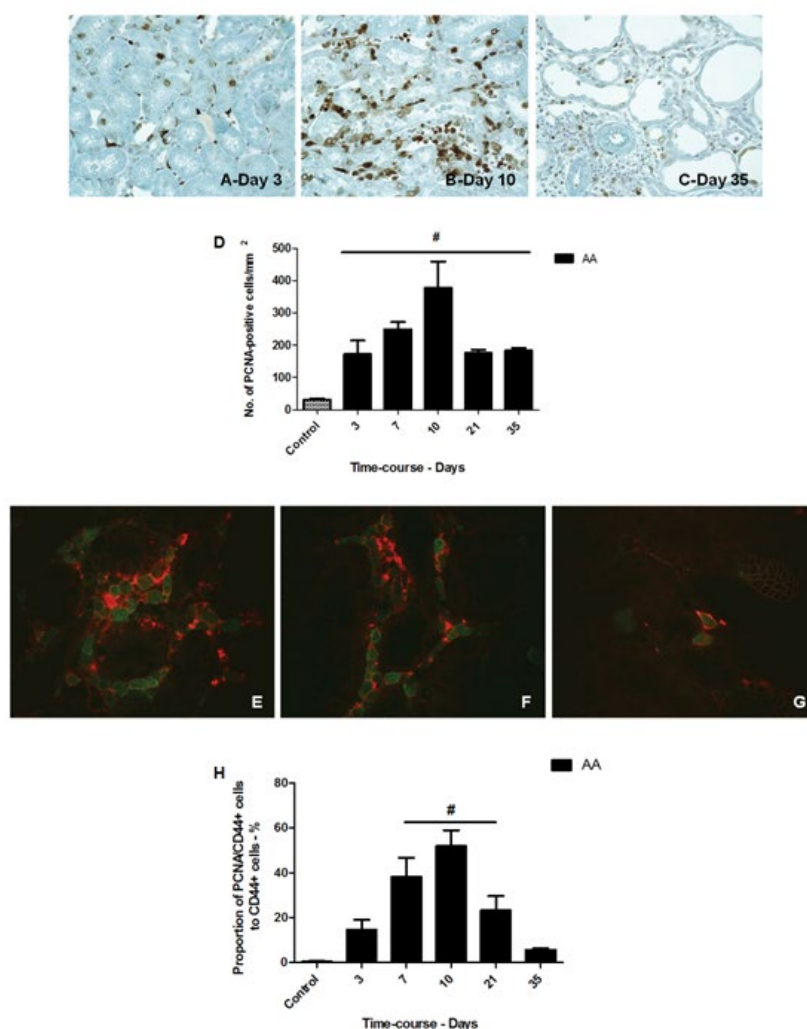 A-Day 3
B-Day 10
C-Day 35
D
No. of PCNA-positive cells/mm 2
#
AA
500
400
300
200
100
0
Control
3
7
10
21
35
Time-course - Days
E
F
G
H
AA
Proportion of PCNA/CD44+ cells
to CD44+ cells - %
#
80
60
40
20
0
Control
3
7
10
21
35
Time-course - Days